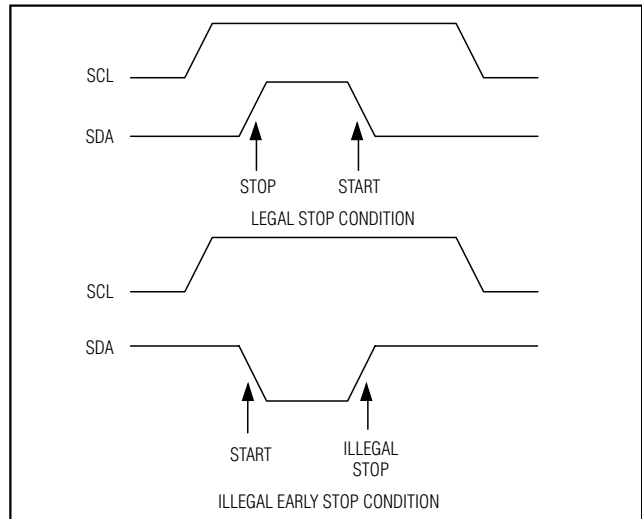 SCL
SDA
STOP START
LEGAL STOP CONDITION
SCL
SDA
START
ILLEGAL
STOP
ILLEGAL EARLY STOP CONDITION